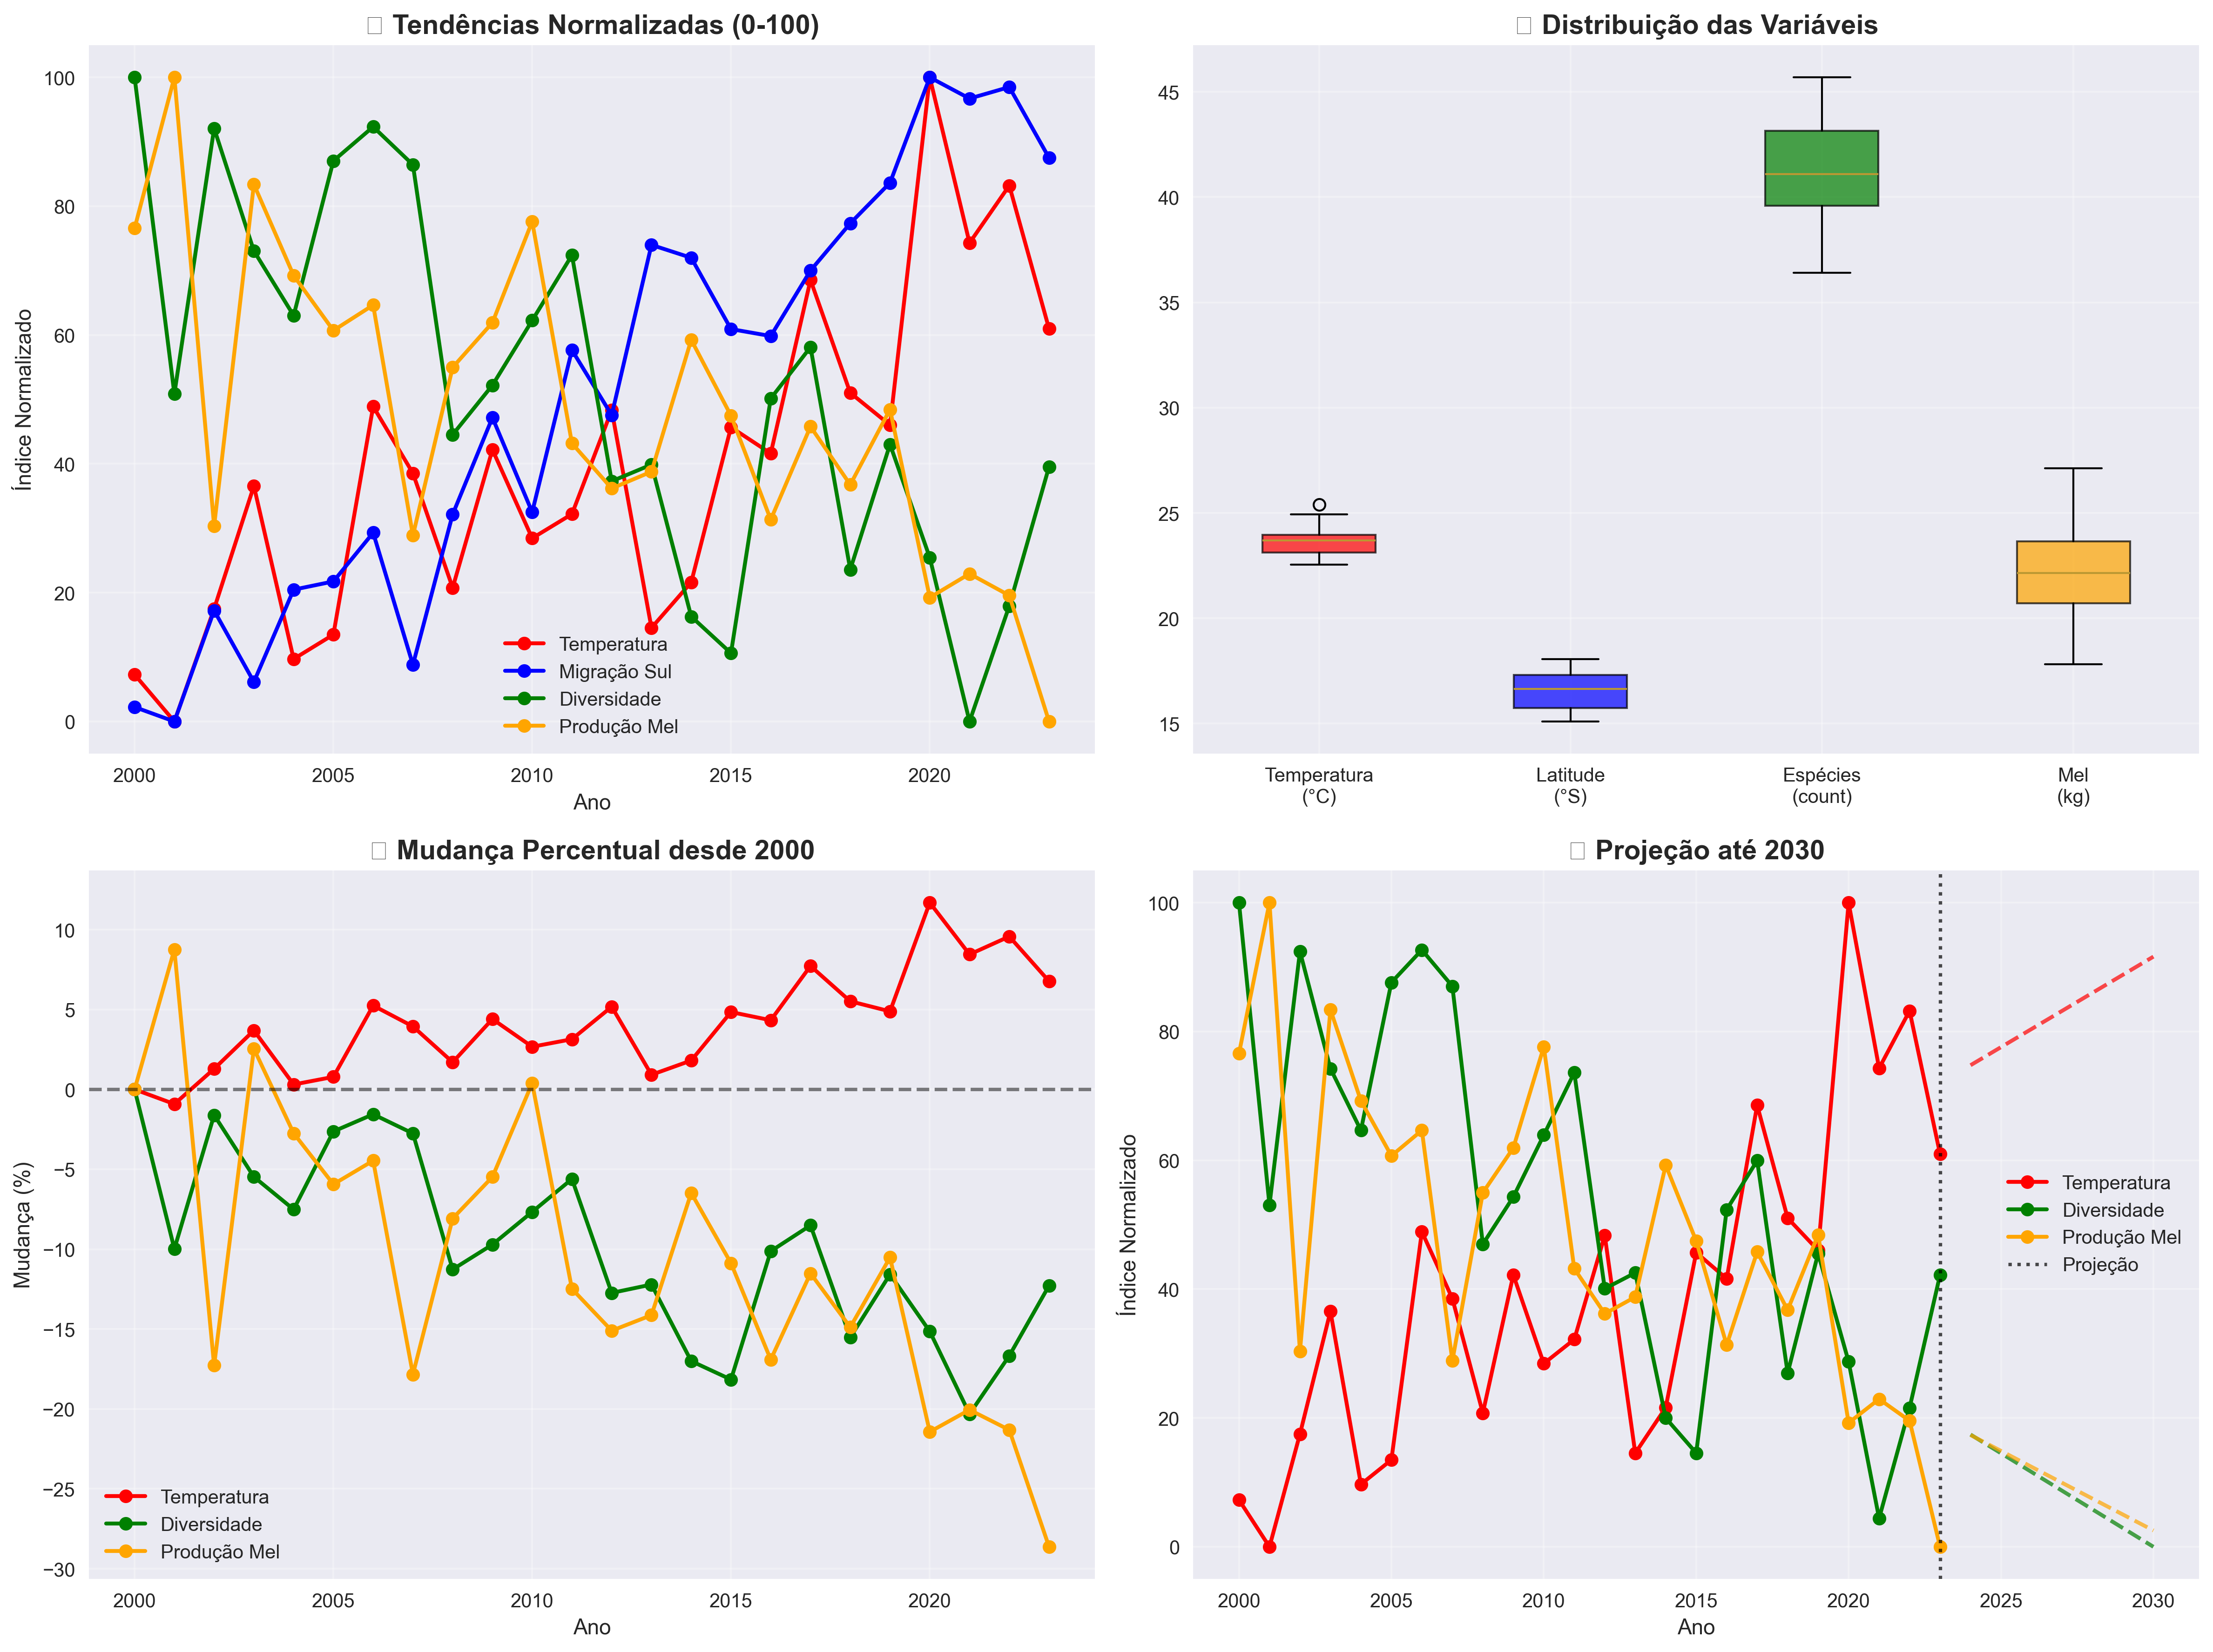 Tendências Normalizadas (0-100)
Índice Normalizado
100
80
60
40
20
0
Temperatura
Migração Sul
Diversidade
Produção Mel
2000 2005 2010 2015 2020
Ano
Distribuição das Variáveis
45
40
35
30
25
20
15
Temperatura Latitude Espécies Mel
(°C) (°S) (count) (kg)
Mudança Percentual desde 2000
Mudança (%)
10
5
0
−5
−10
−15
−20
−25
−30
Temperatura
Diversidade
Produção Mel
2000 2005 2010 2015 2020
Ano
Projeção até 2030
Índice Normalizado
100
80
60
40
20
0
Temperatura
Diversidade
Produção Mel
Projeção
2000 2005 2010 2015 2020 2025 2030
Ano